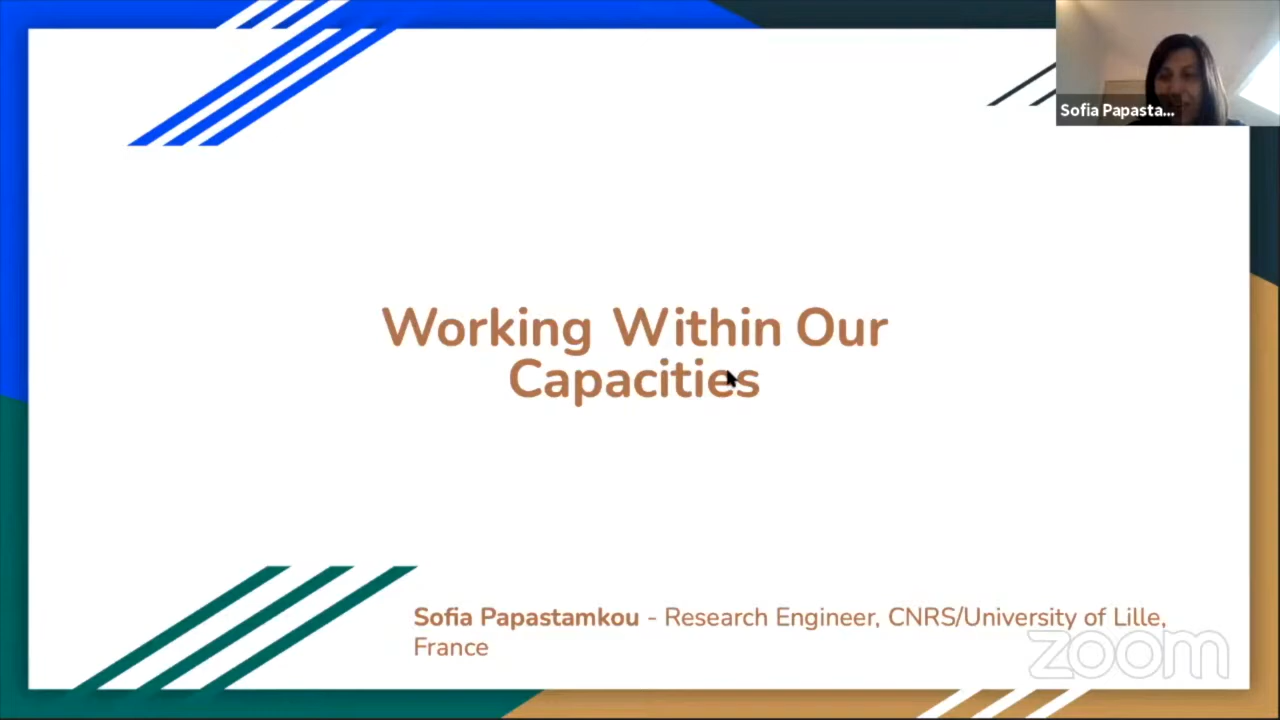 Sofia Papasta...
Working Within Our
Capacities
Sofia Papastamkou - Research Engineer, CNRS/University of Lille,
France
zoom